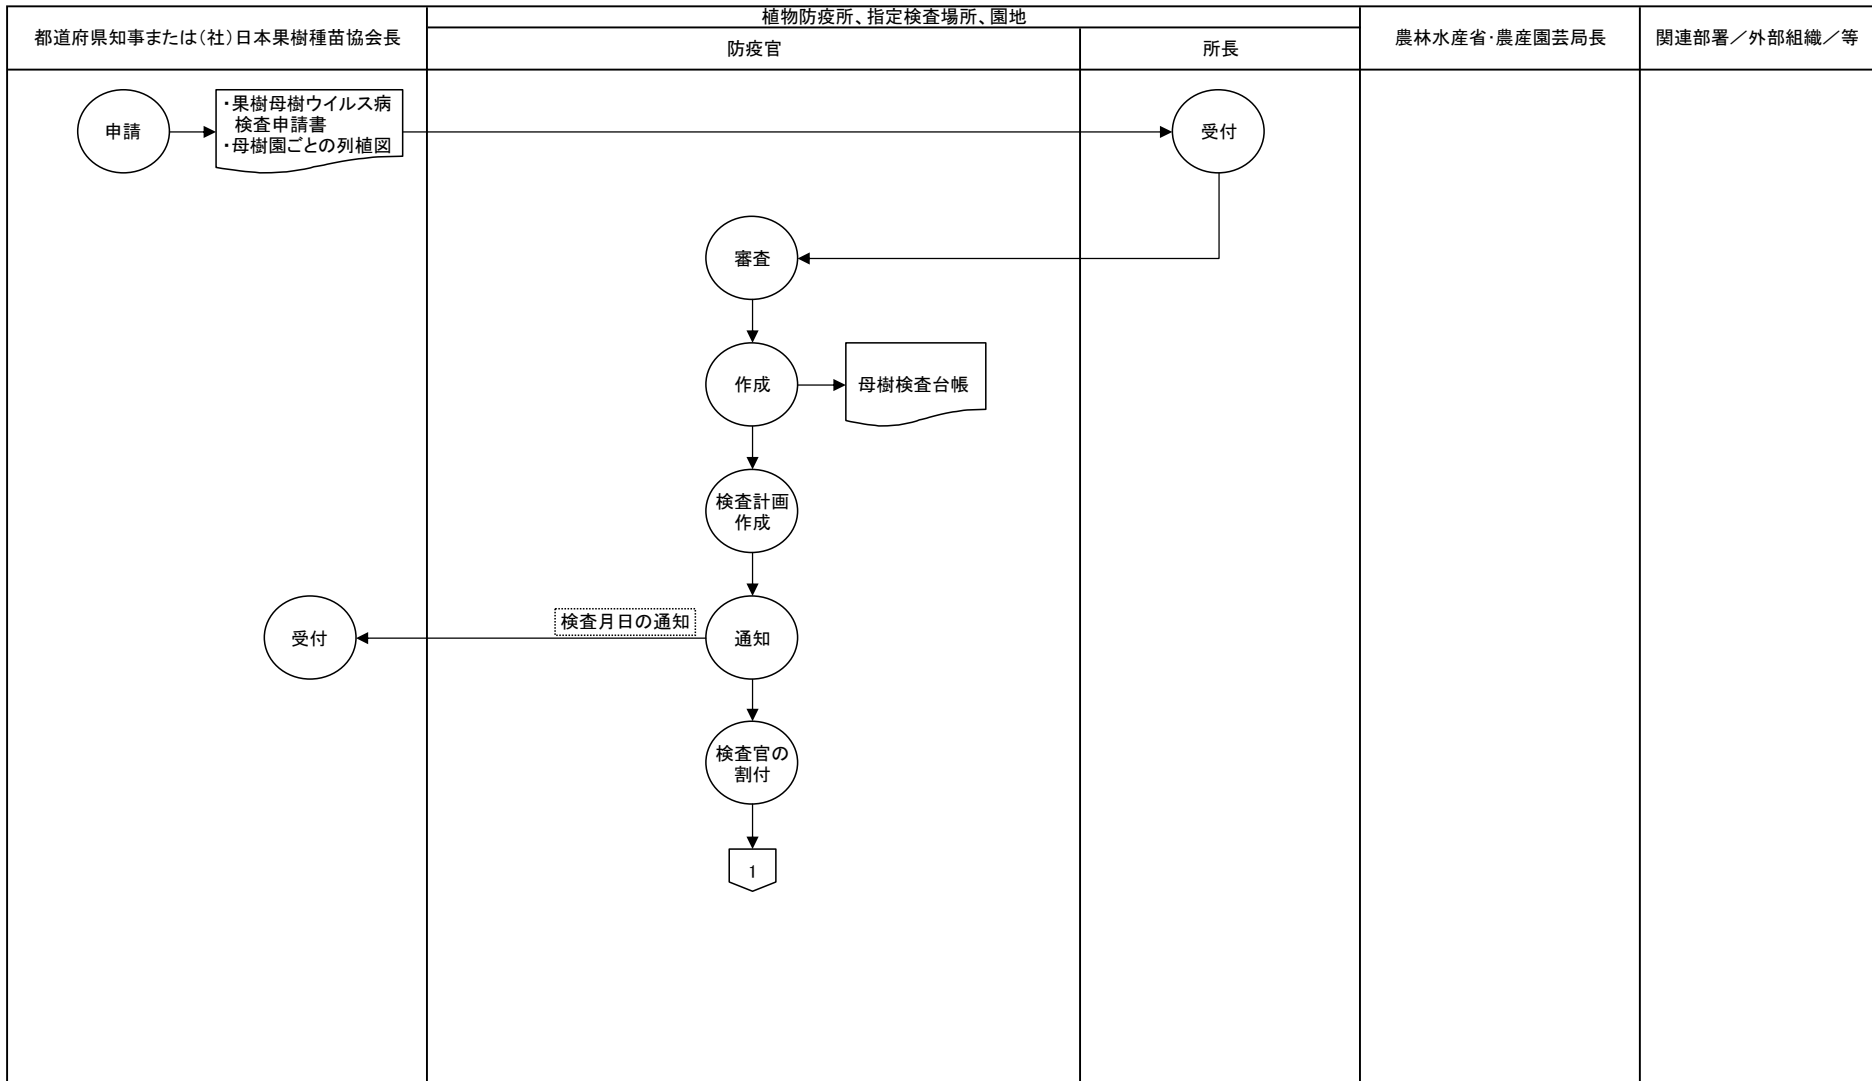 植物防疫所、指定検査場所、園地
都道府県知事または(社)日本果樹種苗協会長
防疫官
所長
農林水産省・農産園芸局長
関連部署／外部組織／等
申請
・果樹母樹ウイルス病
検査申請書
・母樹園ごとの列植図
受付
審査
作成
母樹検査台帳
検査計画
作成
受付
検査月日の通知
通知
検査官の
割付
1